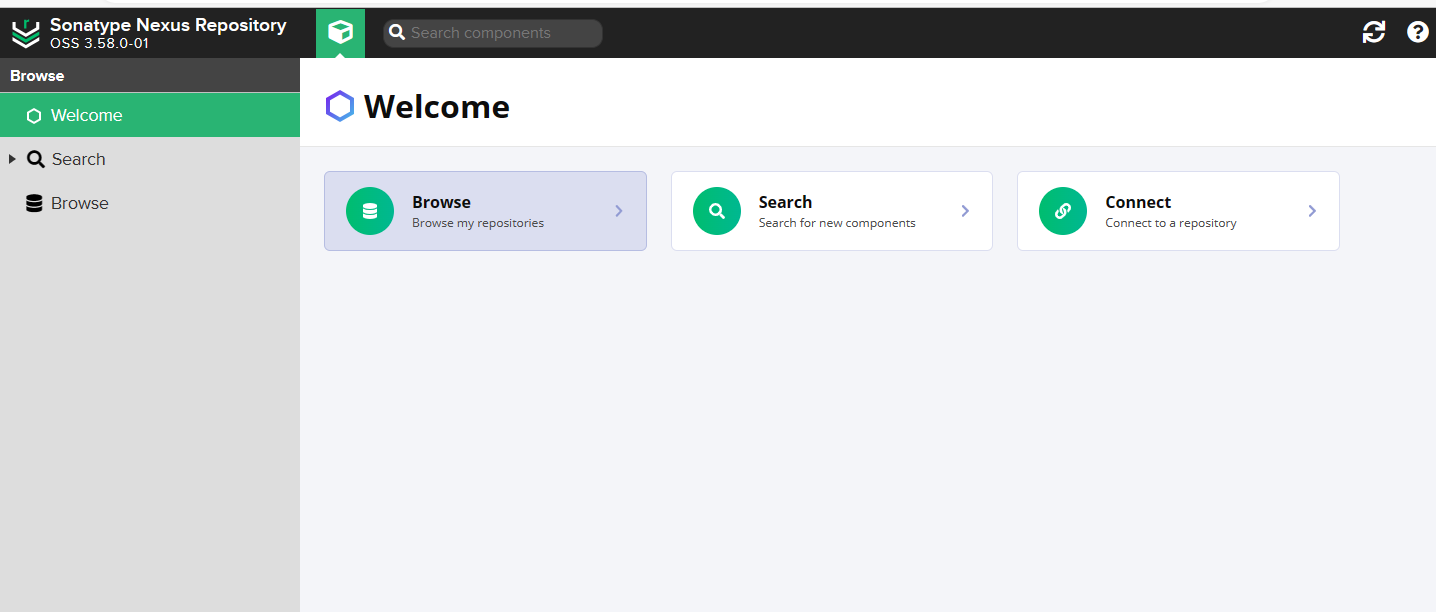 Sonatype Nexus Repository
OSS 3.58.0-01
Search components
Browse
Welcome
Search
Browse
Welcome
Browse
Browse my repositories
Search
Search for new components
Connect
Connect to a repository